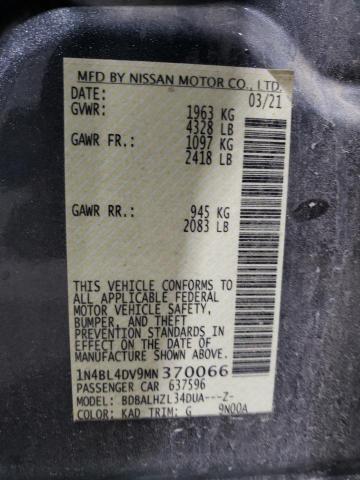 MFD BY NISSAN MOTOR CO., LTD.
DATE: 03/21
GVWR: 1963 KG
4328 LB
GAWR FR.: 1097 KG
2418 LB
GAWR RR.: 945 KG
2083 LB
THIS VEHICLE CONFORMS TO
ALL APPLICABLE FEDERAL
MOTOR VEHICLE SAFETY,
BUMPER, AND THEFT
PREVENTION STANDARDS IN
EFFECT ON THE DATE OF
MANUFACTURE SHOWN ABOVE.
1N4BL4DV9MN370066
PASSENGER CAR 637596
MODEL: BDBALHZL34DUA---Z-
COLOR: KAD TRIM: G 9N00A